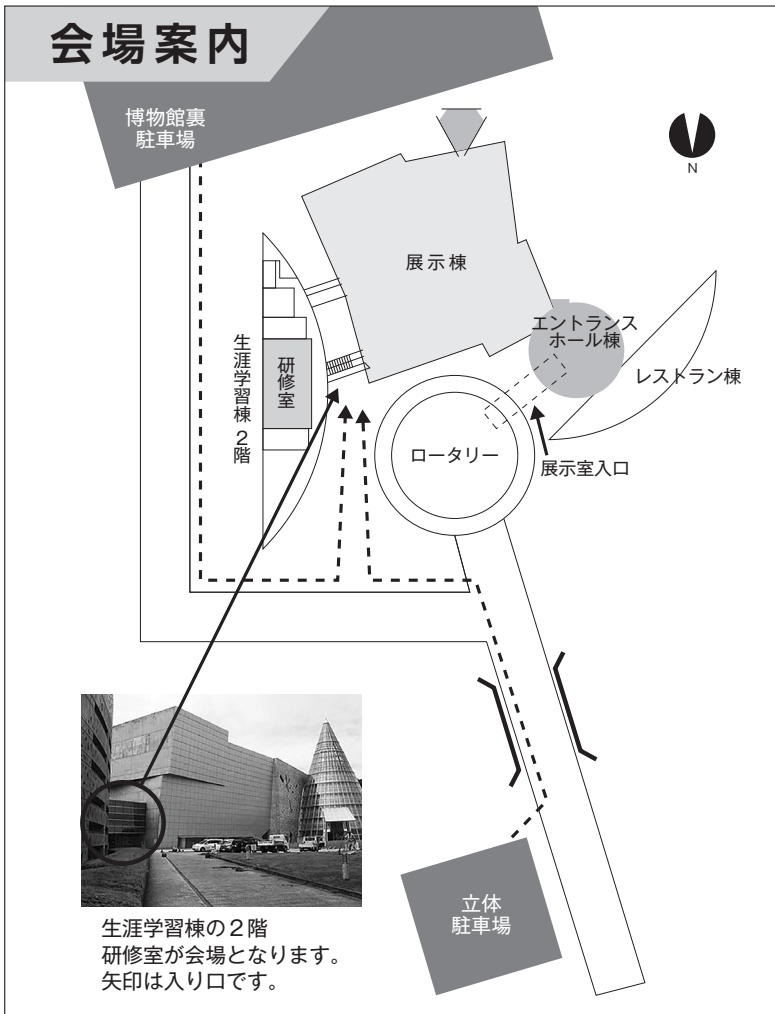 会場案内
博物館裏
駐車場
N
展示棟
エントランス
ホール棟
レストラン棟
生涯学習棟 2階
研修室
ロータリー
展示室入口
立体
駐車場
生涯学習棟の2階
研修室が会場となります。
矢印は入り口です。